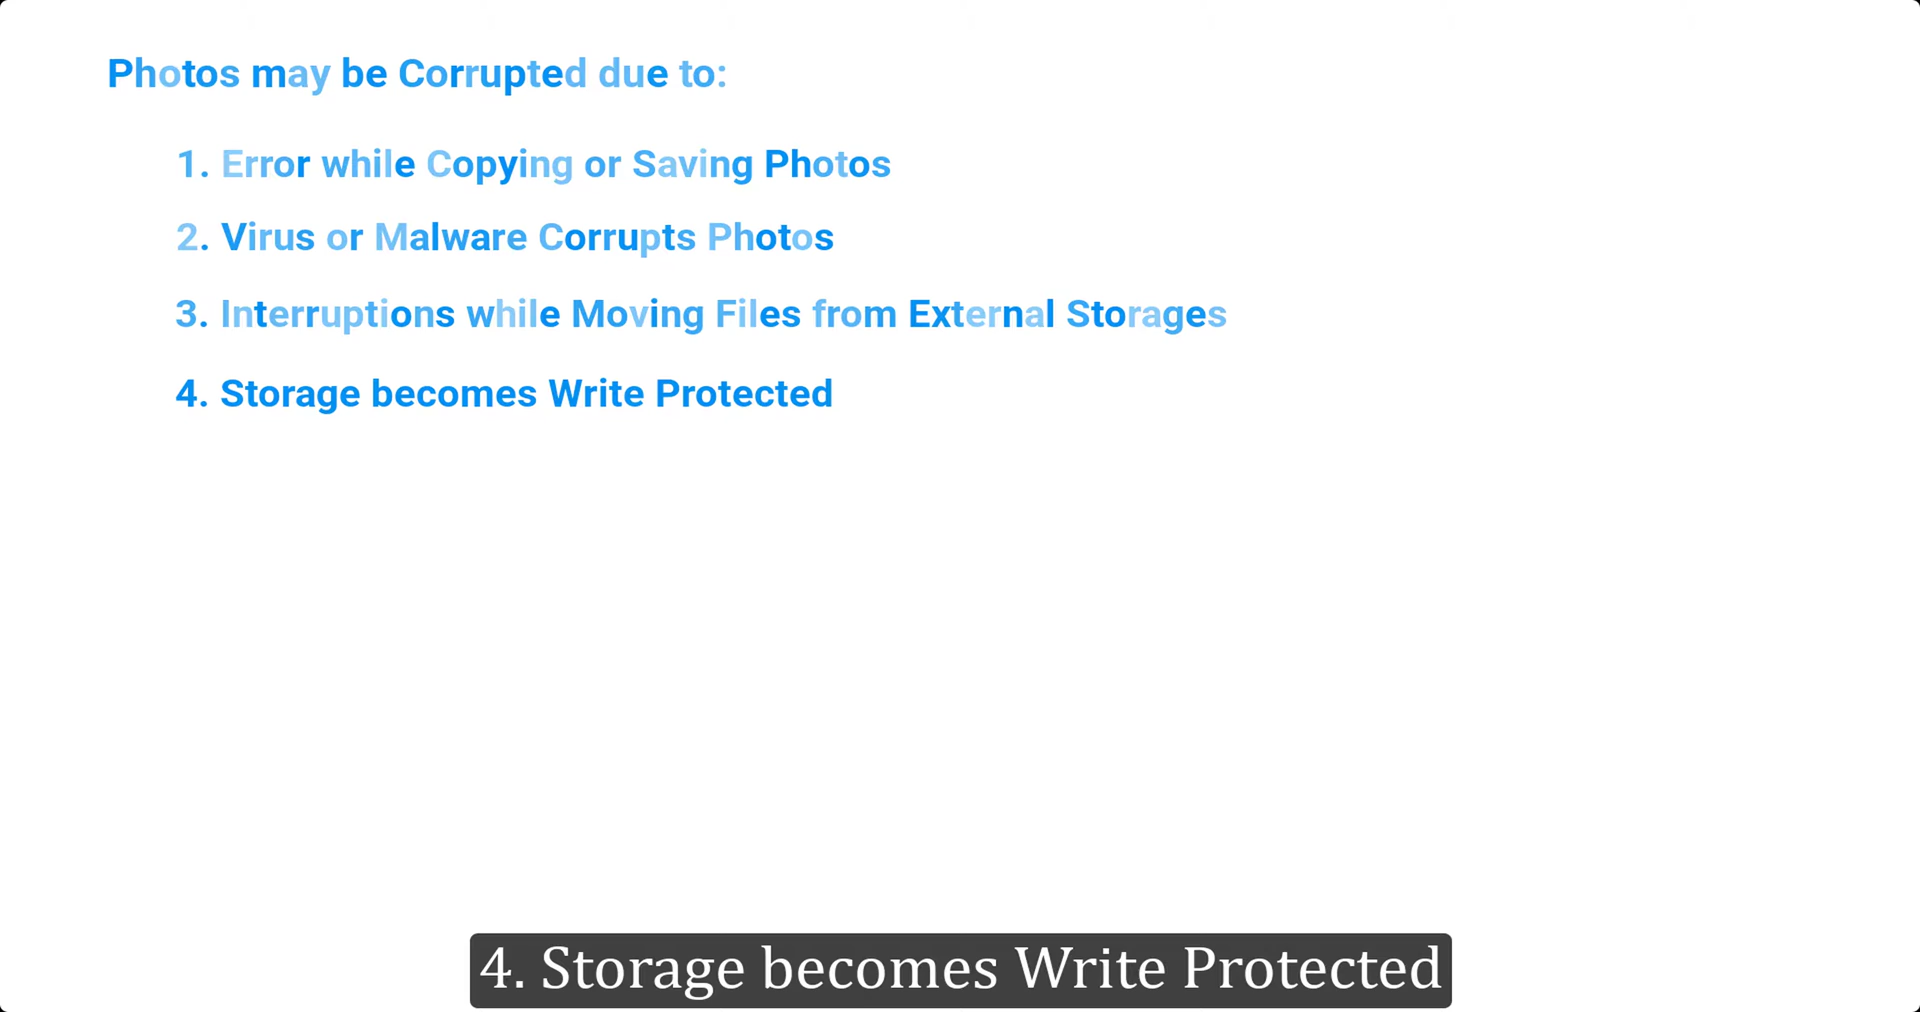 Photos may be Corrupted due to:
1. Error while Copying or Saving Photos
2. Virus or Malware Corrupts Photos
3. Interruptions while Moving Files from External Storages
4. Storage becomes Write Protected
4. Storage becomes Write Protected